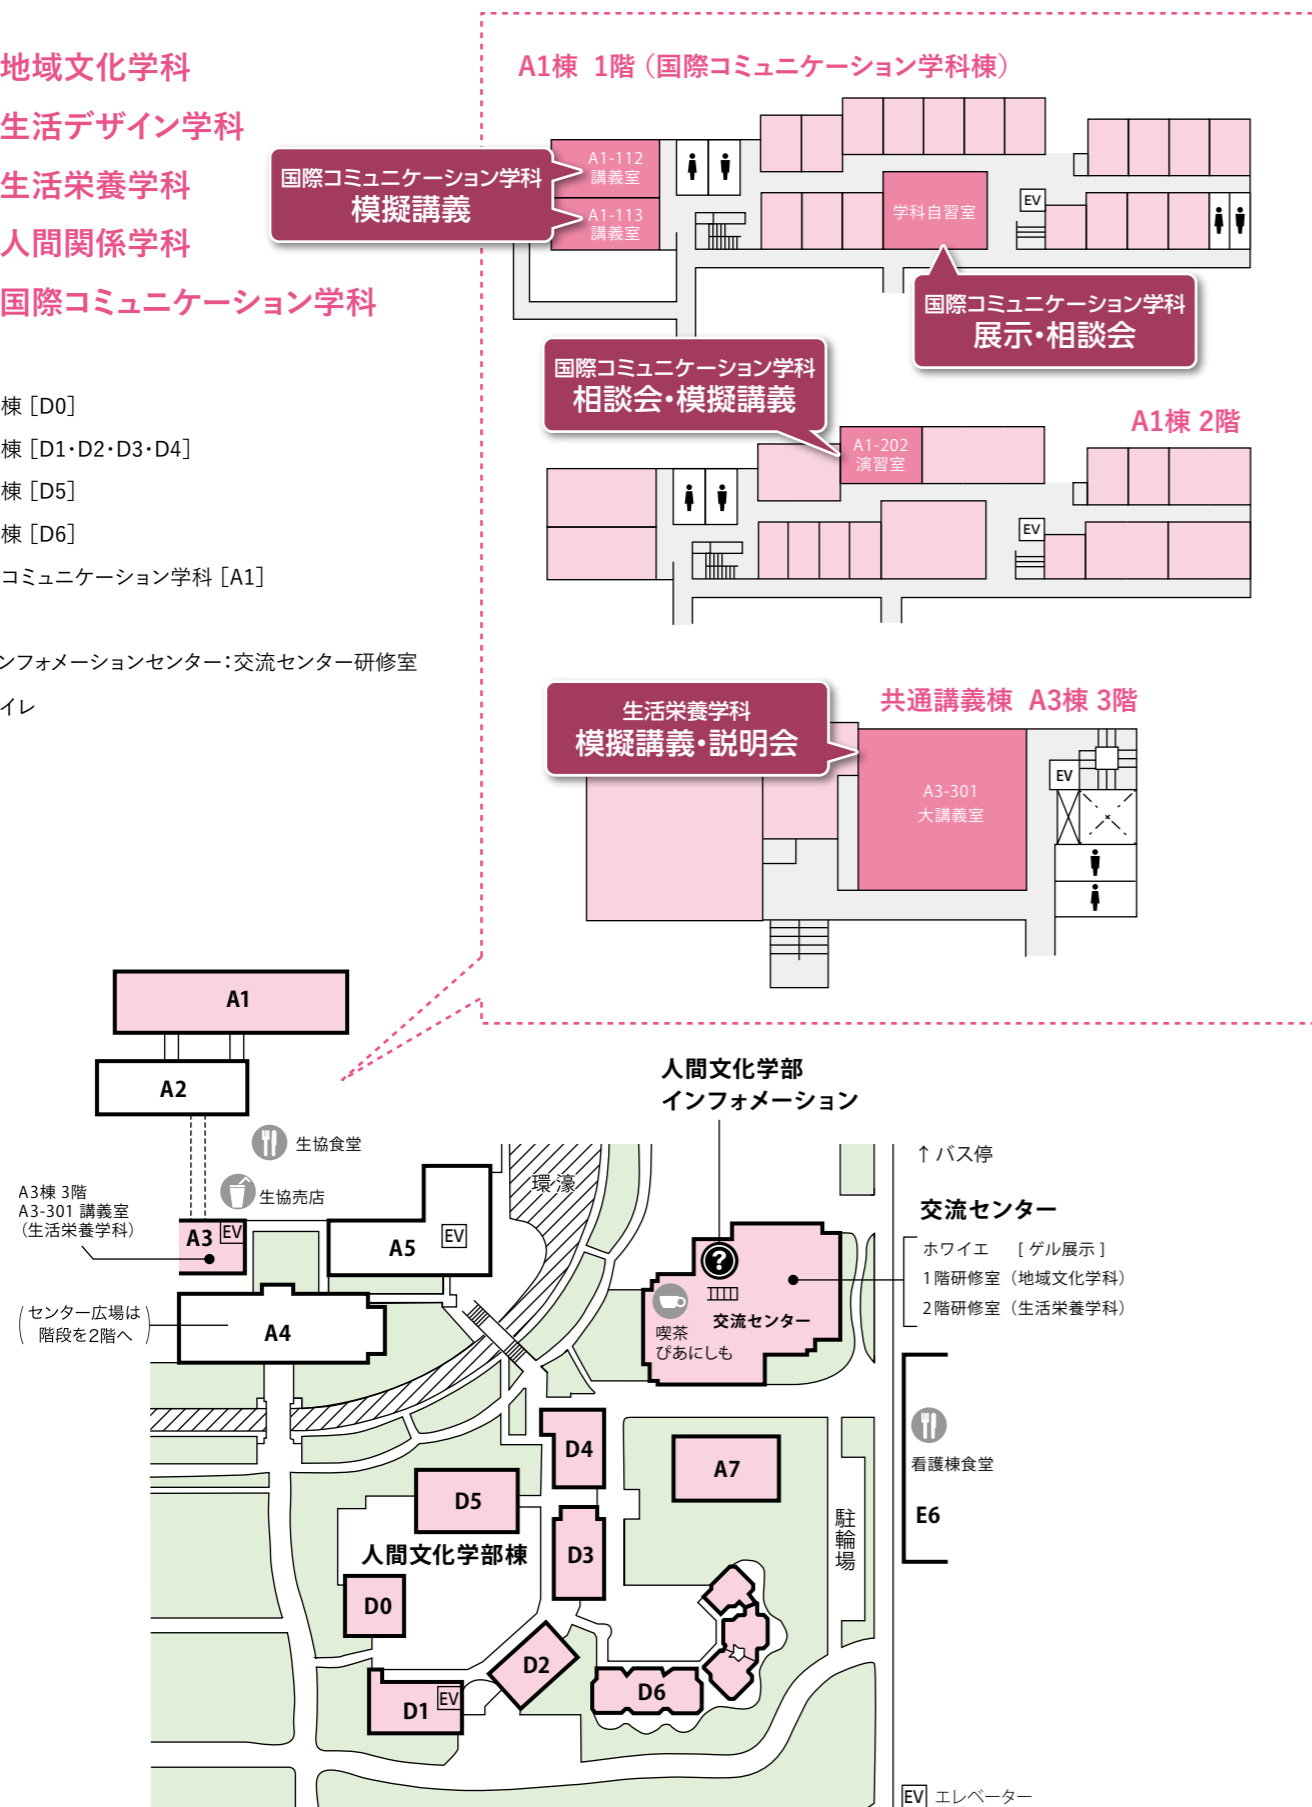 地域文化学科
生活デザイン学科
生活栄養学科
人間関係学科
国際コミュニケーション学科
棟 [D0]
棟 [D1・D2・D3・D4]
棟 [D5]
棟 [D6]
コミュニケーション学科 [A1]
ンフォメーションセンター：交流センター研修室
イレ
A1棟 1階（国際コミュニケーション学科棟）
国際コミュニケーション学科
模擬講義
A1-112
講義室
A1-113
講義室
学科自習室
EV
国際コミュニケーション学科
展示・相談会
国際コミュニケーション学科
相談会・模擬講義
A1棟 2階
A1-202
演習室
EV
共通講義棟 A3棟 3階
生活栄養学科
模擬講義・説明会
A3-301
大講義室
EV
A1
A2
生協食堂
生協売店
A3棟 3階
A3-301 講義室
（生活栄養学科）
A3
EV
A5
EV
環濠
（センター広場は
階段を2階へ）
A4
人間文化学部
インフォメーション
?
喫茶
ぴあにしも
交流センター
↑ バス停
交流センター
ホワイエ [ ゲル展示 ]
1階研修室（地域文化学科）
2階研修室（生活栄養学科）
看護棟食堂
E6
駐輪場
D4
A7
D5
D3
人間文化学部棟
D0
D2
D6
D1
EV
EV エレベーター